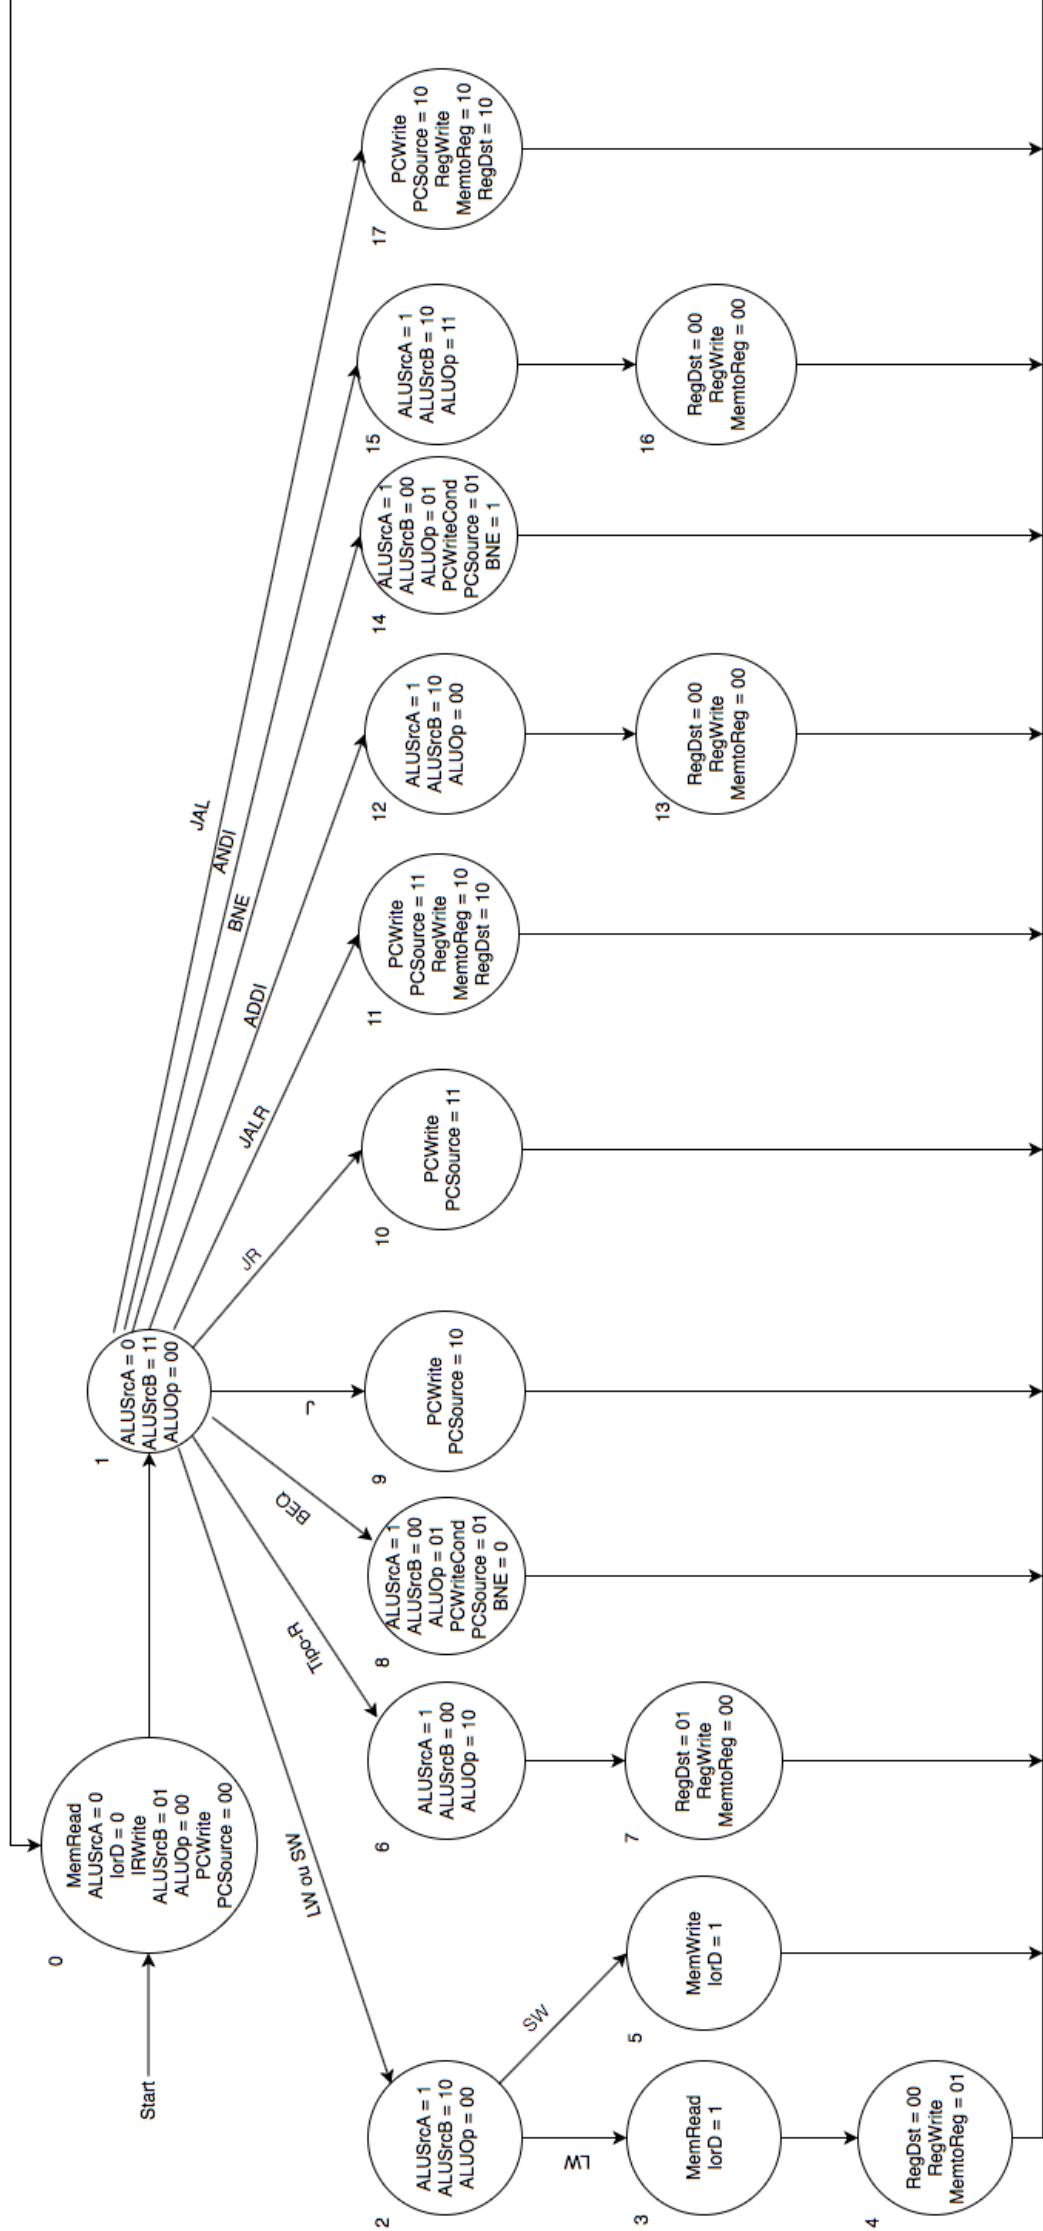 Start
0
MemRead
ALUSrcA = 0
IorD = 0
IRWrite
ALUSrcB = 01
ALUOp = 00
PCWrite
PCSource = 00
1
ALUSrcA = 0
ALUSrcB = 11
ALUOp = 00
LW ou SW
Tipo-R
BEQ
J
JR
JALR
ADDI
BNE
ANDI
JAL
2
ALUSrcA = 1
ALUSrcB = 10
ALUOp = 00
LW
SW
3
MemRead
IorD = 1
4
RegDst = 00
RegWrite
MemtoReg = 01
5
MemWrite
IorD = 1
6
ALUSrcA = 1
ALUSrcB = 00
ALUOp = 10
7
RegDst = 01
RegWrite
MemtoReg = 00
8
ALUSrcA = 1
ALUSrcB = 00
ALUOp = 01
PCWriteCond
PCSource = 01
BNE = 0
9
PCWrite
PCSource = 10
10
PCWrite
PCSource = 11
11
PCWrite
PCSource = 11
RegWrite
MemtoReg = 10
RegDst = 10
12
ALUSrcA = 1
ALUSrcB = 10
ALUOp = 00
13
RegDst = 00
RegWrite
MemtoReg = 00
14
ALUSrcA = 1
ALUSrcB = 00
ALUOp = 01
PCWriteCond
PCSource = 01
BNE = 1
15
ALUSrcA = 1
ALUSrcB = 10
ALUOp = 11
16
RegDst = 00
RegWrite
MemtoReg = 00
17
PCWrite
PCSource = 10
RegWrite
MemtoReg = 10
RegDst = 10